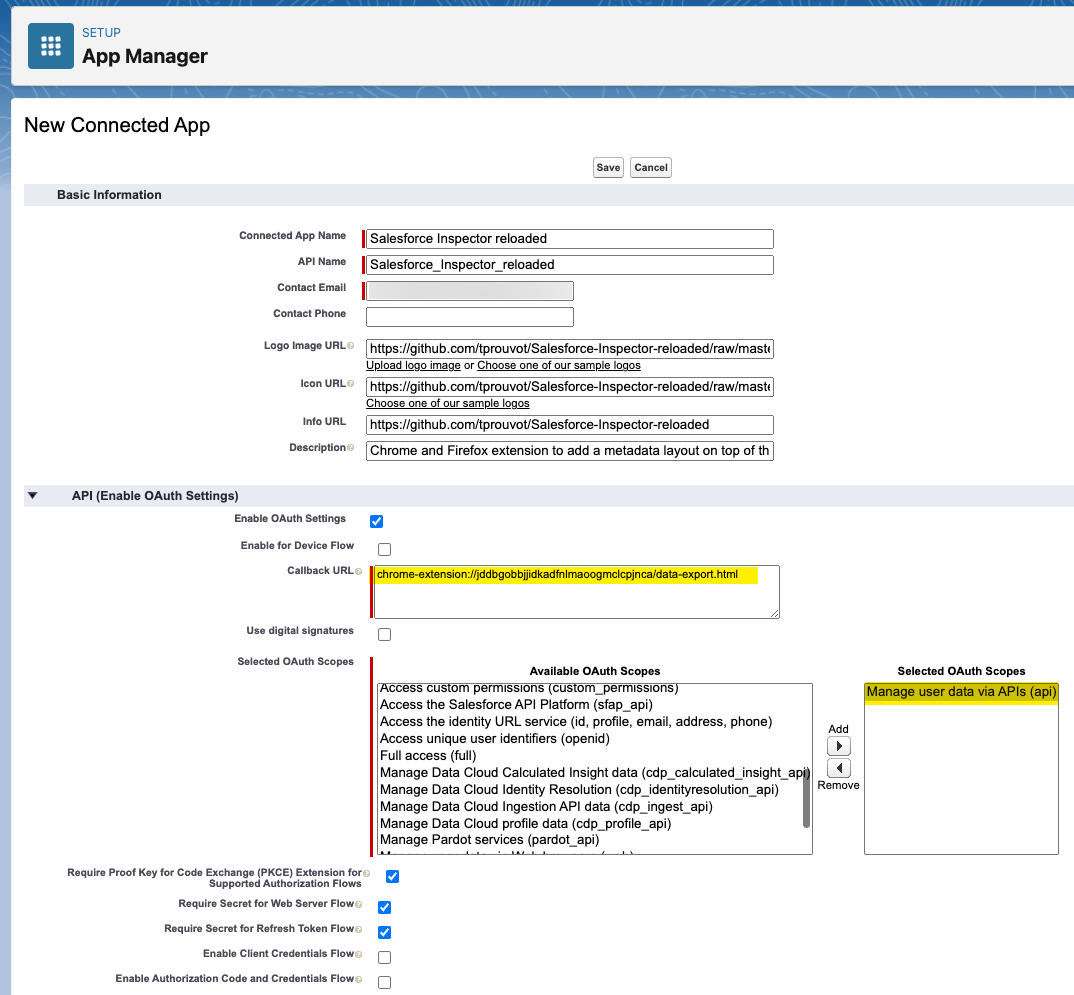 SETUP
App Manager
New Connected App
Save Cancel
Basic Information
Connected App Name Salesforce Inspector reloaded
API Name Salesforce_Inspector_reloaded
Contact Email
Contact Phone
Logo Image URL https://github.com/tprouvot/Salesforce-Inspector-reloaded/raw/maste
Upload logo image or Choose one of our sample logos
Icon URL https://github.com/tprouvot/Salesforce-Inspector-reloaded/raw/maste
Choose one of our sample logos
Info URL https://github.com/tprouvot/Salesforce-Inspector-reloaded
Description Chrome and Firefox extension to add a metadata layout on top of th
API (Enable OAuth Settings)
Enable OAuth Settings
Enable for Device Flow
Callback URL chrome-extension://jddbgobbjjidkadfnlmaoogmclcpjnca/data-export.html
Use digital signatures
Selected OAuth Scopes
Available OAuth Scopes
Access custom permissions (custom_permissions)
Access the Salesforce API Platform (sfap_api)
Access the identity URL service (id, profile, email, address, phone)
Access unique user identifiers (openid)
Full access (full)
Manage Data Cloud Calculated Insight data (cdp_calculated_insight_api)
Manage Data Cloud Identity Resolution (cdp_identityresolution_api)
Manage Data Cloud Ingestion API data (cdp_ingest_api)
Manage Data Cloud profile data (cdp_profile_api)
Manage Pardot services (pardot_api)
Add
Remove
Selected OAuth Scopes
Manage user data via APIs (api)
Require Proof Key for Code Exchange (PKCE) Extension for
Supported Authorization Flows
Require Secret for Web Server Flow
Require Secret for Refresh Token Flow
Enable Client Credentials Flow
Enable Authorization Code and Credentials Flow